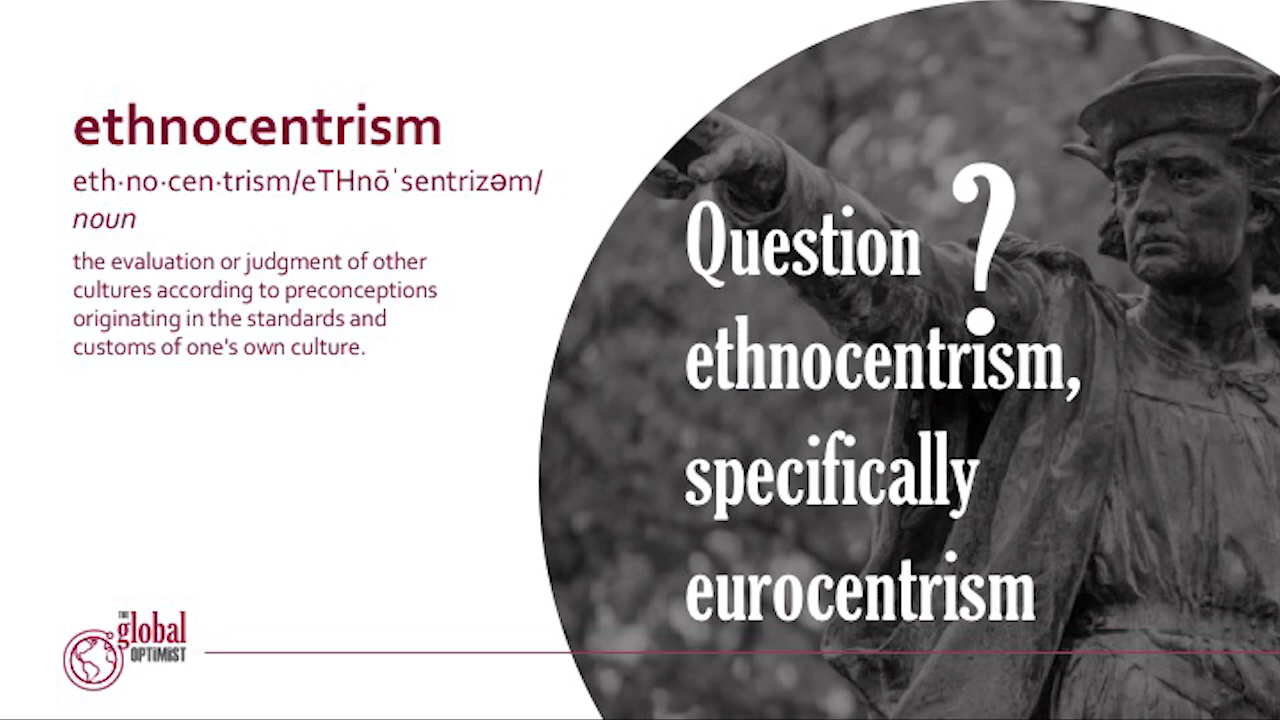 ethnocentrism
eth·no·cen·trism/eTHnōˈsentrizəm/
noun
the evaluation or judgment of other
cultures according to preconceptions
originating in the standards and
customs of one's own culture.
Question ?
ethnocentrism,
specifically
eurocentrism
THE
global
OPTIMIST